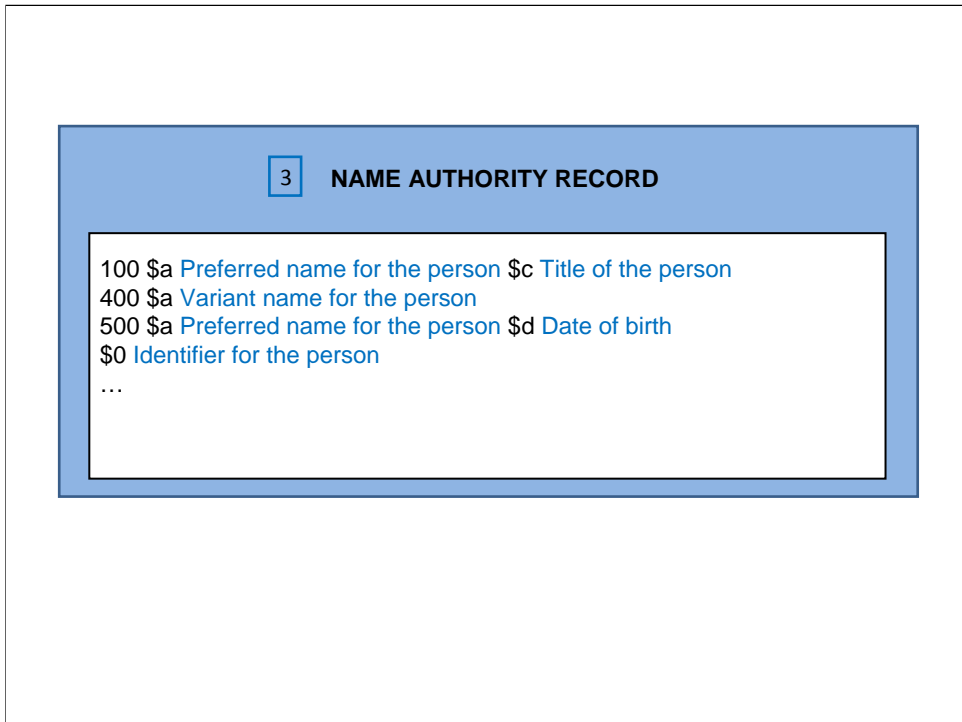 3 NAME AUTHORITY RECORD
100 $a Preferred name for the person $c Title of the person
400 $a Variant name for the person
500 $a Preferred name for the person $d Date of birth
$0 Identifier for the person
…